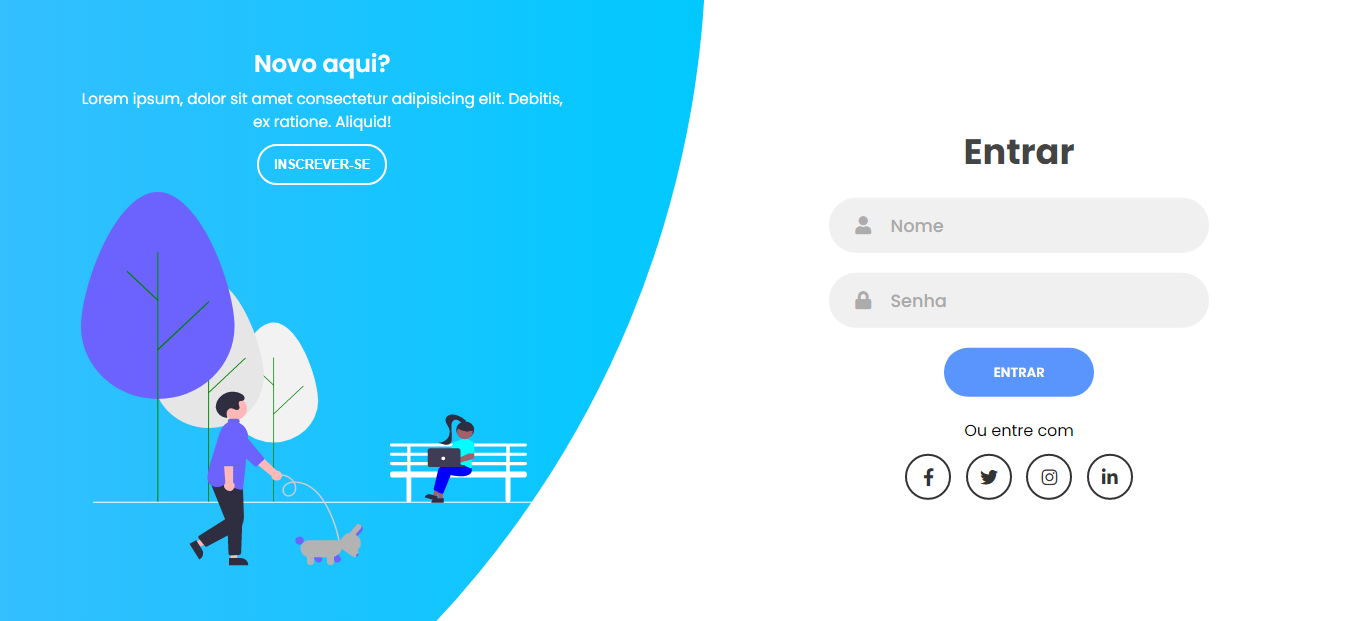 Novo aqui?
Lorem ipsum, dolor sit amet consectetur adipisicing elit. Debitis,
ex ratione. Aliquid!
INSCREVER-SE
Entrar
Nome
Senha
ENTRAR
Ou entre com